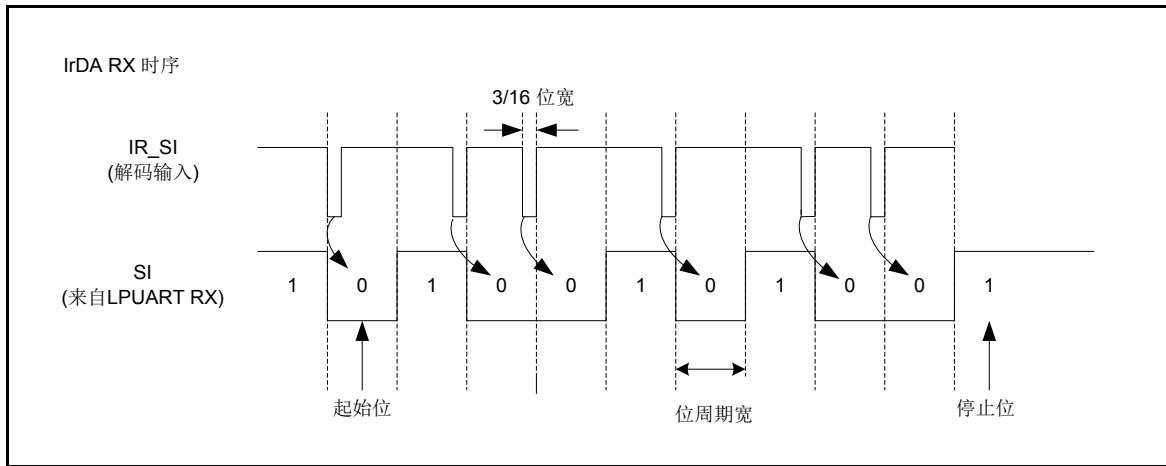 IrDA RX 时序
3/16 位宽
IR_SI
(解码输入)
SI
(来自LPUART RX)
1 0 1 0 0 1 0 1 0 0 1
起始位
位周期宽
停止位